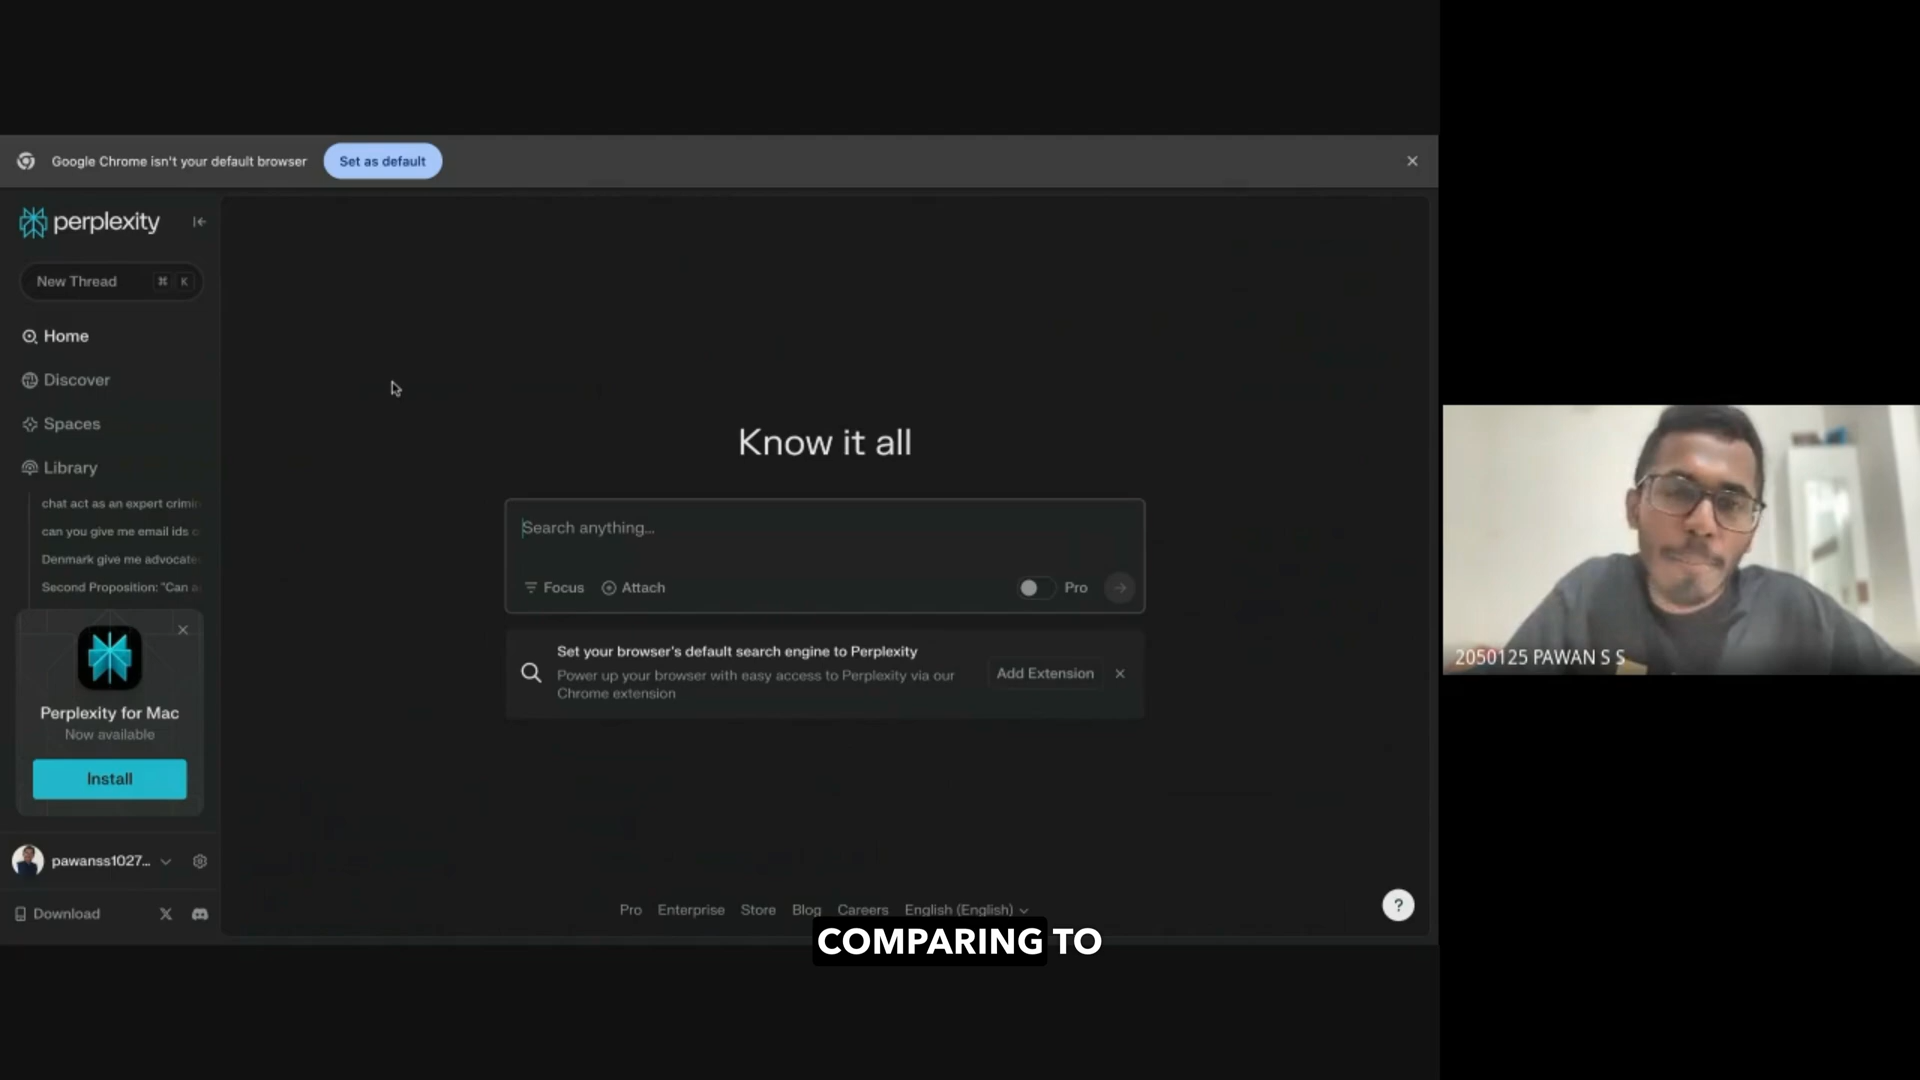 Google Chrome isn't your default browser
Set as default
perplexity
New Thread
⌘ K
Home
Discover
Spaces
Library
chat act as an expert crimin
can you give me email ids o
Denmark give me advocate
Second Proposition: "Can a
Perplexity for Mac
Now available
Install
pawanss1027...
Download
Know it all
Search anything...
Focus
Attach
Pro
Set your browser's default search engine to Perplexity
Power up your browser with easy access to Perplexity via our
Chrome extension
Add Extension
Pro Enterprise Store Blog Careers English (English)
?
COMPARING TO
2050125 PAWAN S S